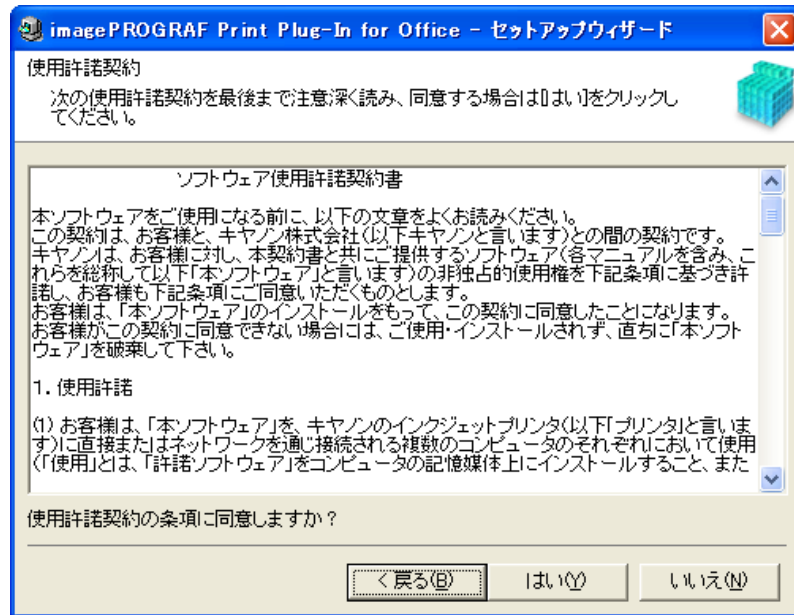 imagePROGRAF Print Plug-In for Office - セットアップウィザード
使用許諾契約
次の使用許諾契約を最後まで注意深く読み、同意する場合は[はい]をクリックし
てください。
ソフトウェア使用許諾契約書
本ソフトウェアをご使用になる前に、以下の文章をよくお読みください。
この契約は、お客様と、キヤノン株式会社(以下キヤノンと言います)との間の契約です。
キヤノンは、お客様に対し、本契約書と共にご提供するソフトウェア(各マニュアルを含み、こ
れらを総称して以下「本ソフトウェア」と言います)の非独占的使用権を下記条項に基づき許
諾し、お客様も下記条項にご同意いただくものとします。
お客様は、「本ソフトウェア」のインストールをもって、この契約に同意したことになります。
お客様がこの契約に同意できない場合には、ご使用・インストールされず、直ちに「本ソフト
ウェア」を破棄して下さい。
1. 使用許諾
(1) お客様は、「本ソフトウェア」を、キヤノンのインクジェットプリンタ(以下「プリンタ」と言いま
す)に直接またはネットワークを通じ接続される複数のコンピュータのそれぞれにおいて使用
(「使用」とは、「許諾ソフトウェア」をコンピュータの記憶媒体上にインストールすること、また
使用許諾契約の条項に同意しますか?
< 戻る(B)
はい(Y)
いいえ(N)